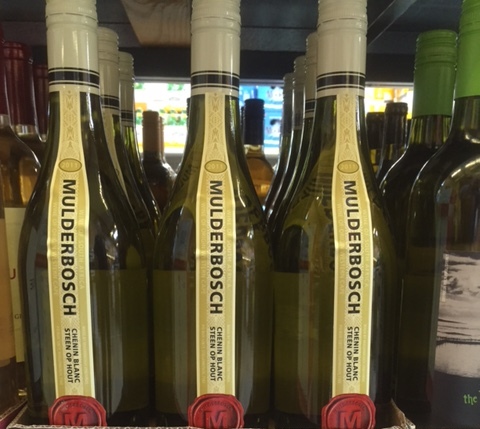 MULDERBOSCH
CHENIN BLANC
STEEN OP HOUT
M
MULDERBOSCH
CHENIN BLANC
STEEN OP HOUT
M
MULDERBOSCH
CHENIN BLANC
STEEN OP HOUT
M
the